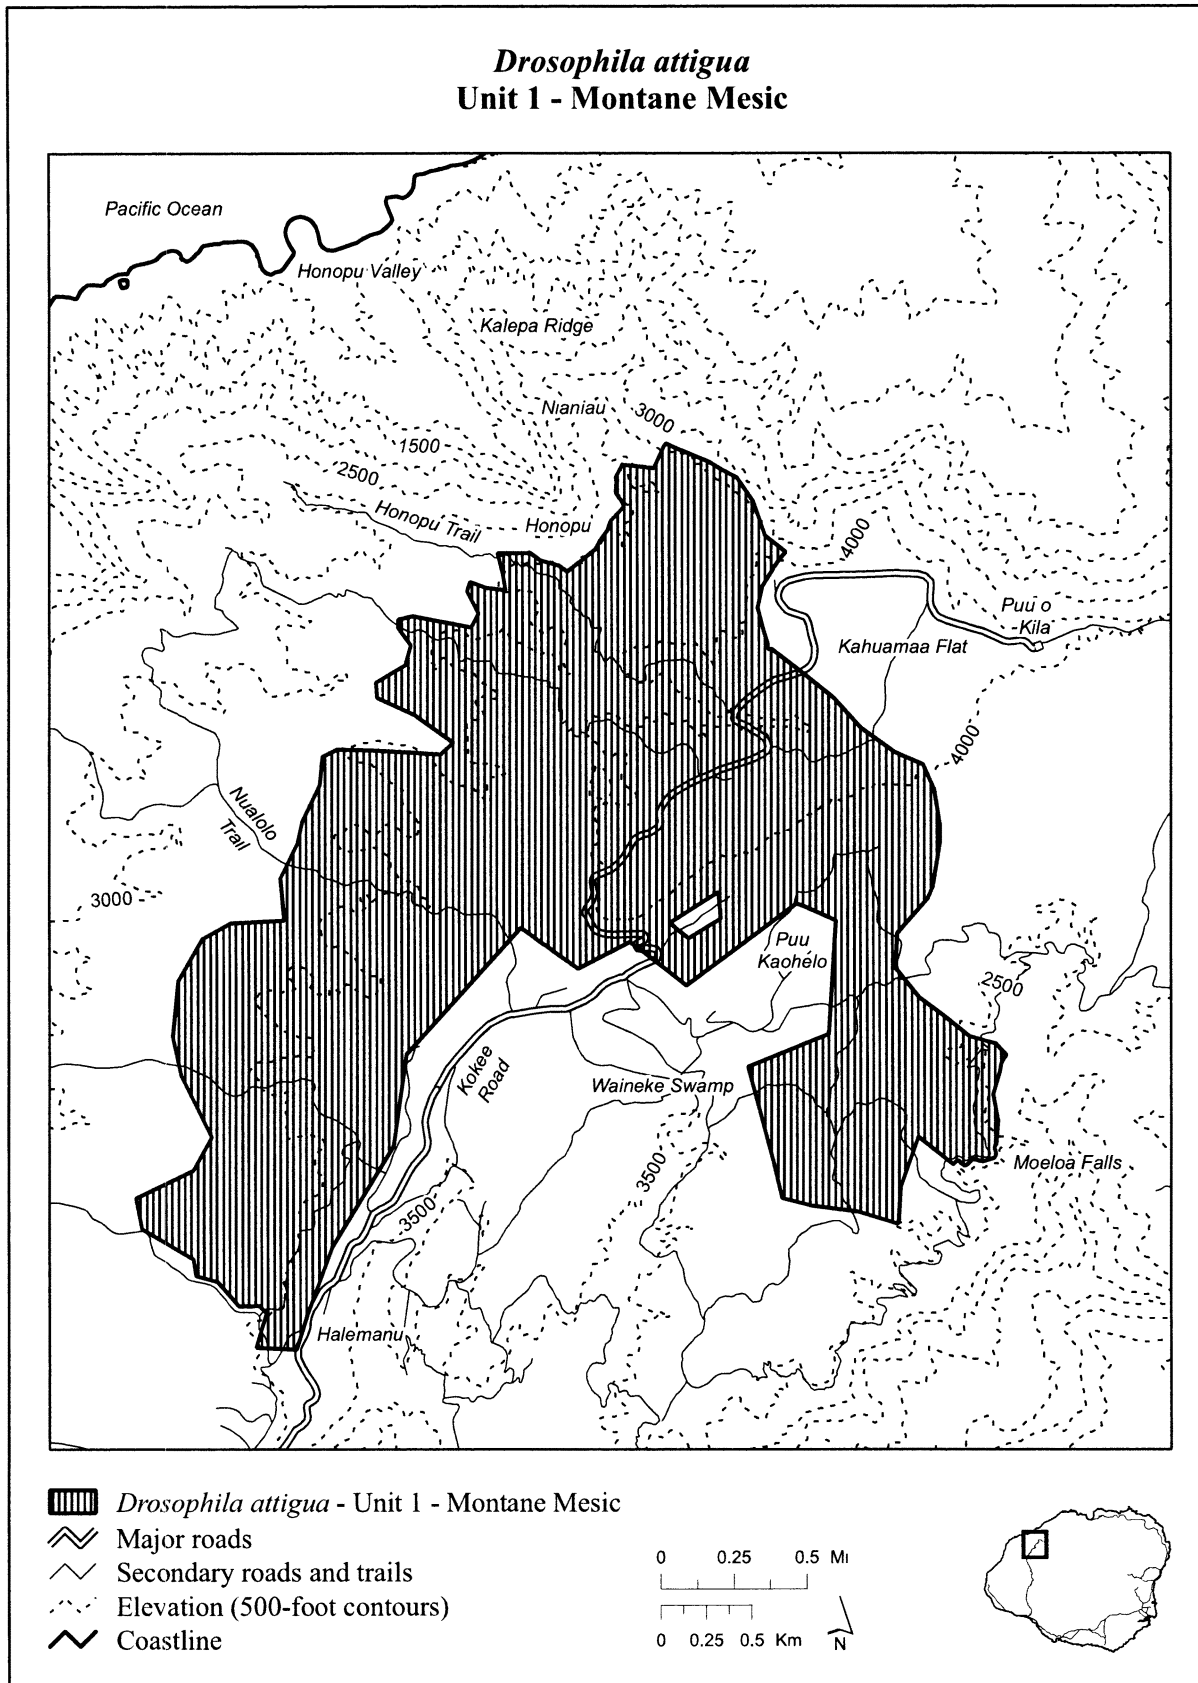 Drosophila attigua
Unit 1 - Montane Mesic
Pacific Ocean
Honopu Valley
Kalepa Ridge
Nianiau
3000
1500
2500
Honopu Trail
Honopu
4000
Puu o
Kila
Kahuamaa Flat
4000
Nualolo
Trail
3000
Puu
Kaohelo
2500
Kokee
Road
Waineke Swamp
3500
Moeloa Falls
3500
Halemanu
Drosophila attigua - Unit 1 - Montane Mesic
Major roads
Secondary roads and trails
Elevation (500-foot contours)
Coastline
0 0.25 0.5 Mi
0 0.25 0.5 Km
N